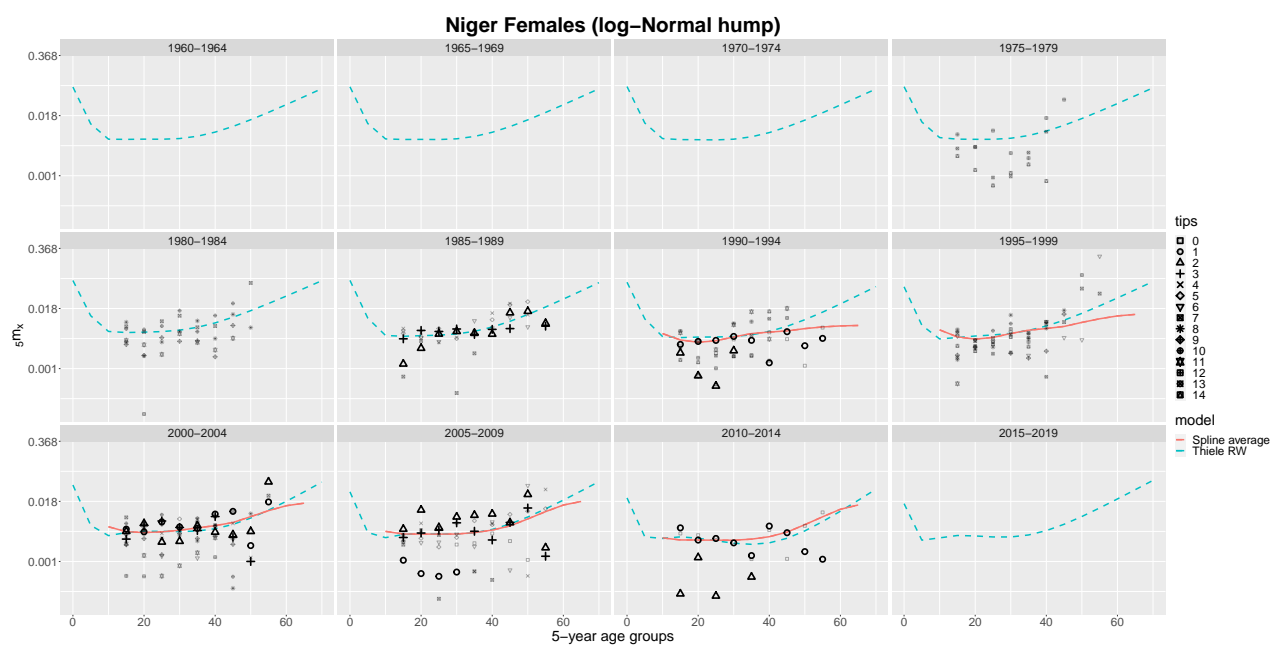 Niger Females (log−Normal hump)
1960−1964 1965−1969 1970−1974 1975−1979
0.368
0.018
0.001
1980−1984 1985−1989 1990−1994 1995−1999
0.368
0.018
0.001
2000−2004 2005−2009 2010−2014 2015−2019
0.368
0.018
0.001
0 20 40 60 0 20 40 60 0 20 40 60 0 20 40 60
5−year age groups
5mx
tips
0
1
2
3
4
5
6
7
8
9
10
11
12
13
14
model
Spline average
Thiele RW